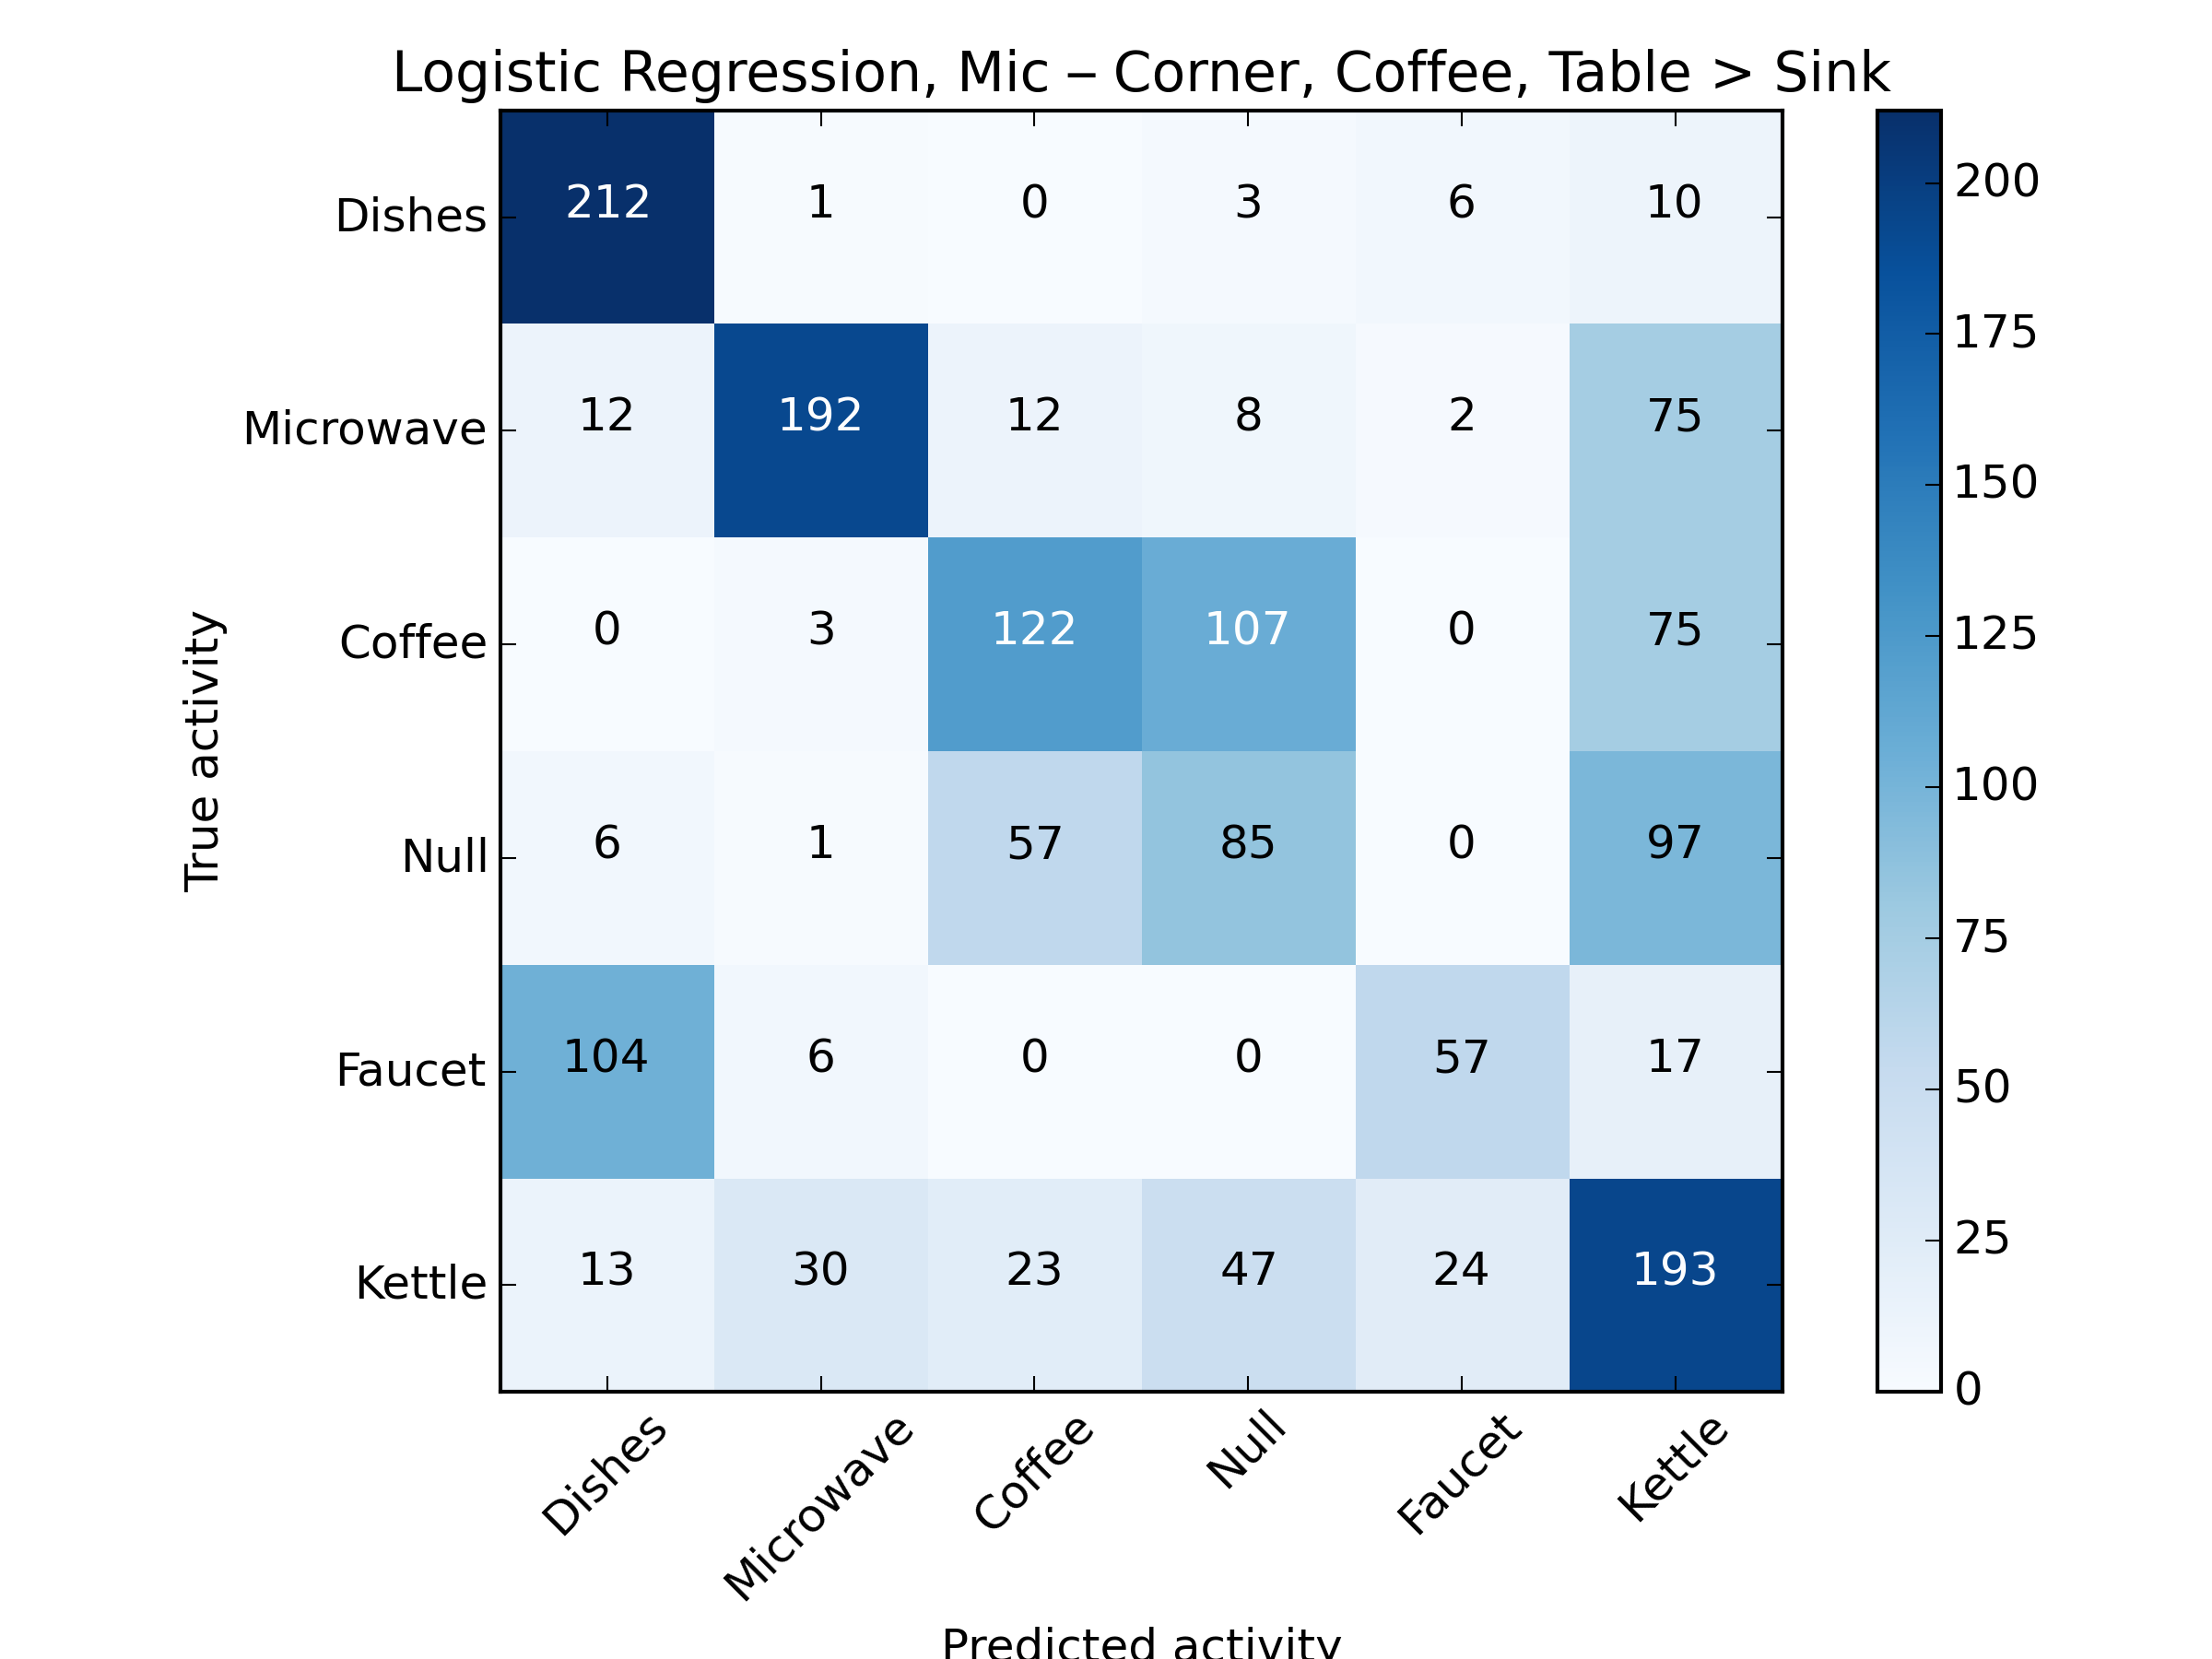 Logistic Regression, Mic – Corner, Coffee, Table > Sink
Dishes 212 1 0 3 6 10
Microwave 12 192 12 8 2 75
Coffee 0 3 122 107 0 75
Null 6 1 57 85 0 97
Faucet 104 6 0 0 57 17
Kettle 13 30 23 47 24 193
True activity
Dishes Microwave Coffee Null Faucet Kettle
Predicted activity
200
175
150
125
100
75
50
25
0